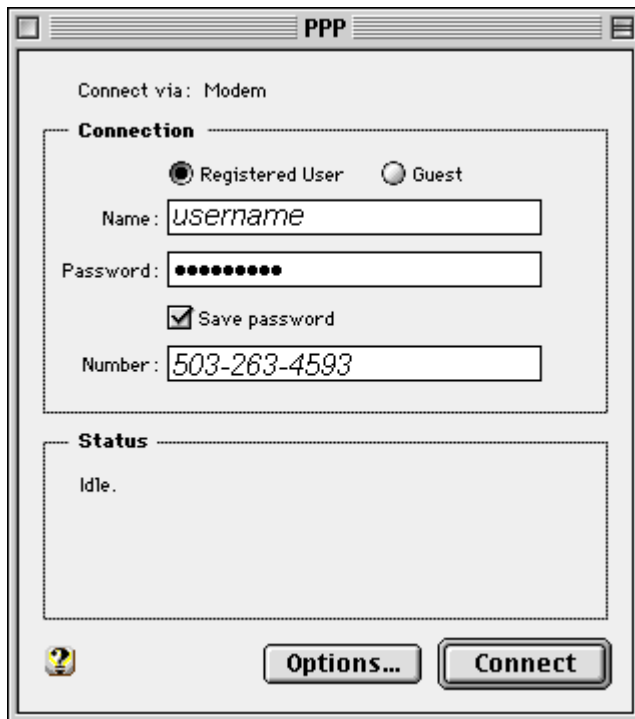 PPP
Connect via: Modem
Connection
Registered User Guest
Name: username
Password: •••••••••
Save password
Number: 503-263-4593
Status
Idle.
? Options... Connect